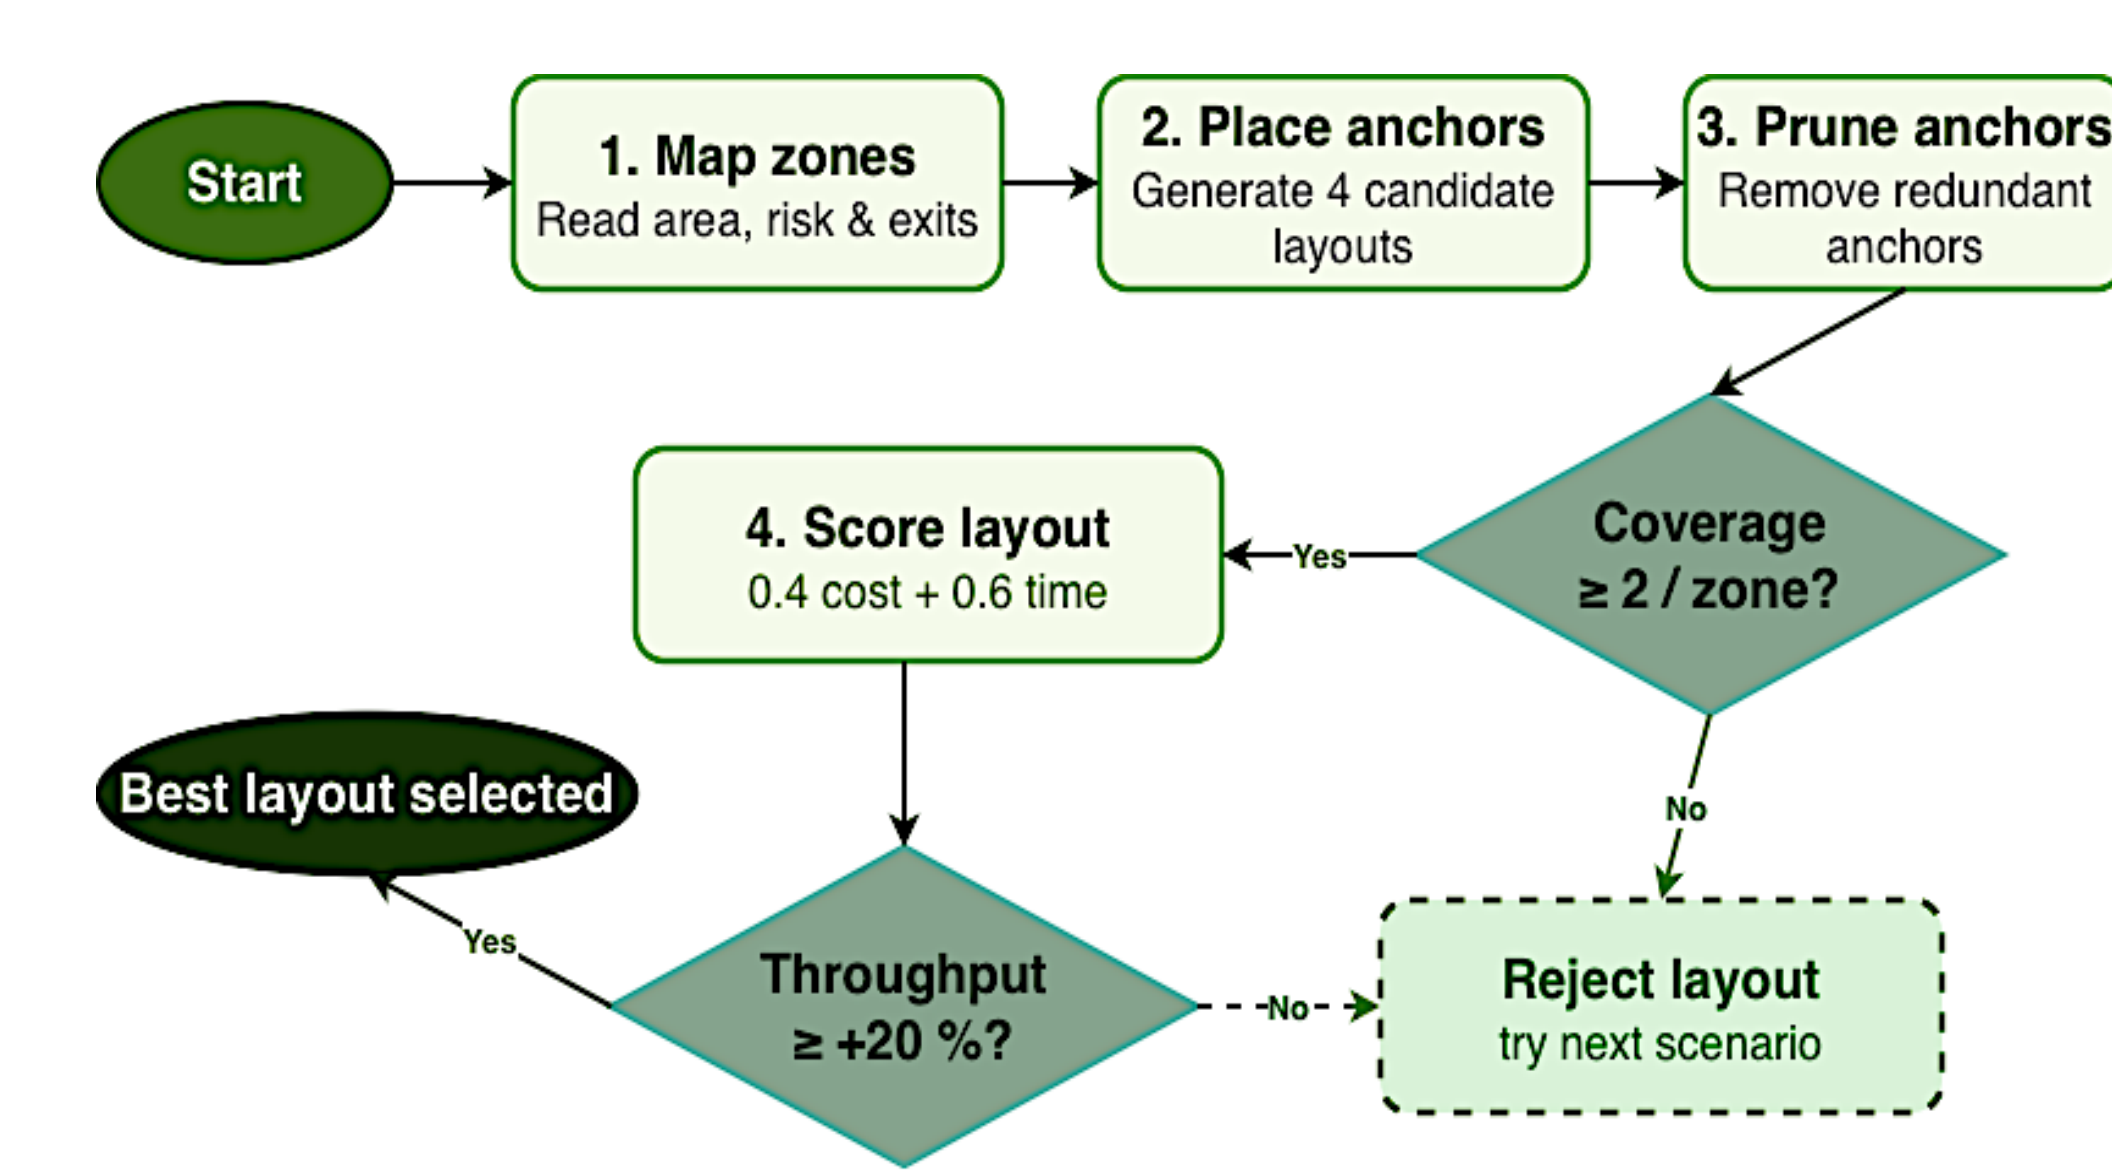 Start
1. Map zones
Read area, risk & exits
2. Place anchors
Generate 4 candidate
layouts
3. Prune anchors
Remove redundant
anchors
Coverage
≥ 2 / zone?
Yes
4. Score layout
0.4 cost + 0.6 time
No
Best layout selected
Yes
Throughput
≥ +20 %?
No
Reject layout
try next scenario